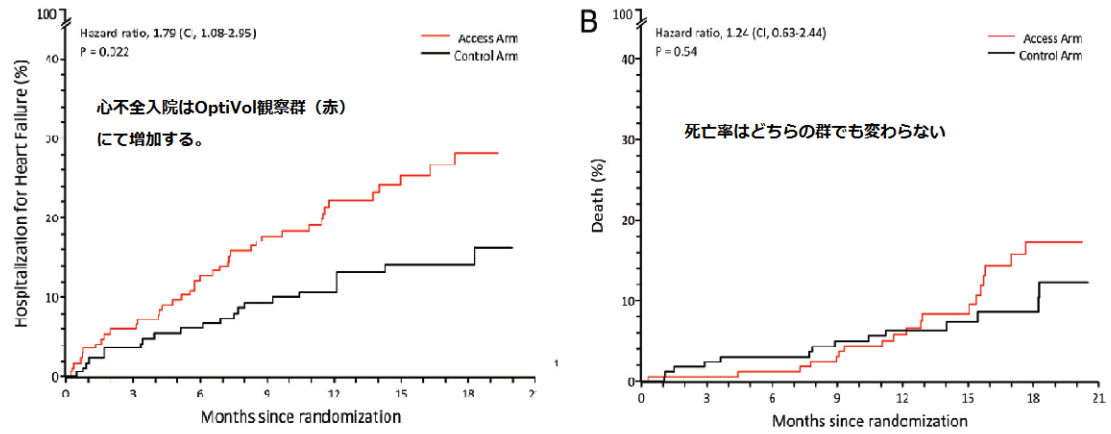 100
Hazard ratio, 1.79 (CI, 1.08-2.95)
P = 0.022
Access Arm
Control Arm
40
30
20
10
0
Hospitalization for Heart Failure (%)
心不全入院はOptiVol観察群（赤）
にて増加する。
0 3 6 9 12 15 18 21
Months since randomization
1
B
100
Hazard ratio, 1.24 (CI, 0.63-2.44)
P = 0.54
Access Arm
Control Arm
40
30
20
10
0
Death (%)
死亡率はどちらの群でも変わらない
0 3 6 9 12 15 18 21
Months since randomization